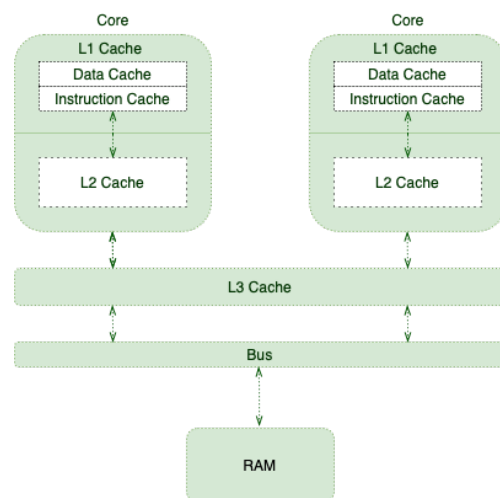 Core
Core
L1 Cache
L1 Cache
Data Cache
Data Cache
Instruction Cache
Instruction Cache
L2 Cache
L2 Cache
L3 Cache
Bus
RAM